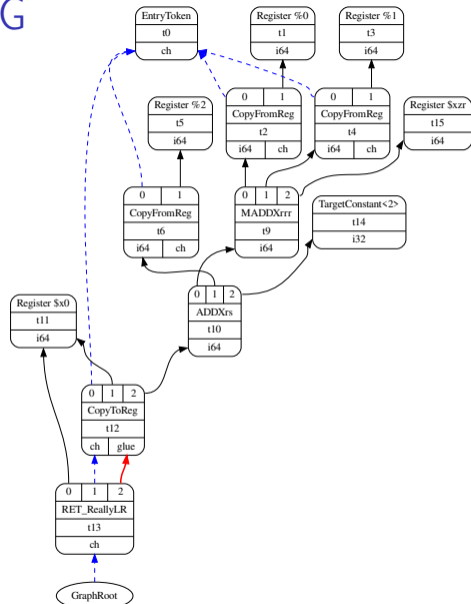 G
EntryToken
t0
ch
Register %0
t1
i64
Register %1
t3
i64
0 1
CopyFromReg
t2
i64 ch
0 1
CopyFromReg
t4
i64 ch
Register %2
t5
i64
Register $xzr
t15
i64
0 1
CopyFromReg
t6
i64 ch
0 1 2
MADDXrrr
t9
i64
TargetConstant<2>
t14
i32
0 1 2
ADDXrs
t10
i64
Register $x0
t11
i64
0 1 2
CopyToReg
t12
ch glue
0 1 2
RET_ReallyLR
t13
ch
GraphRoot